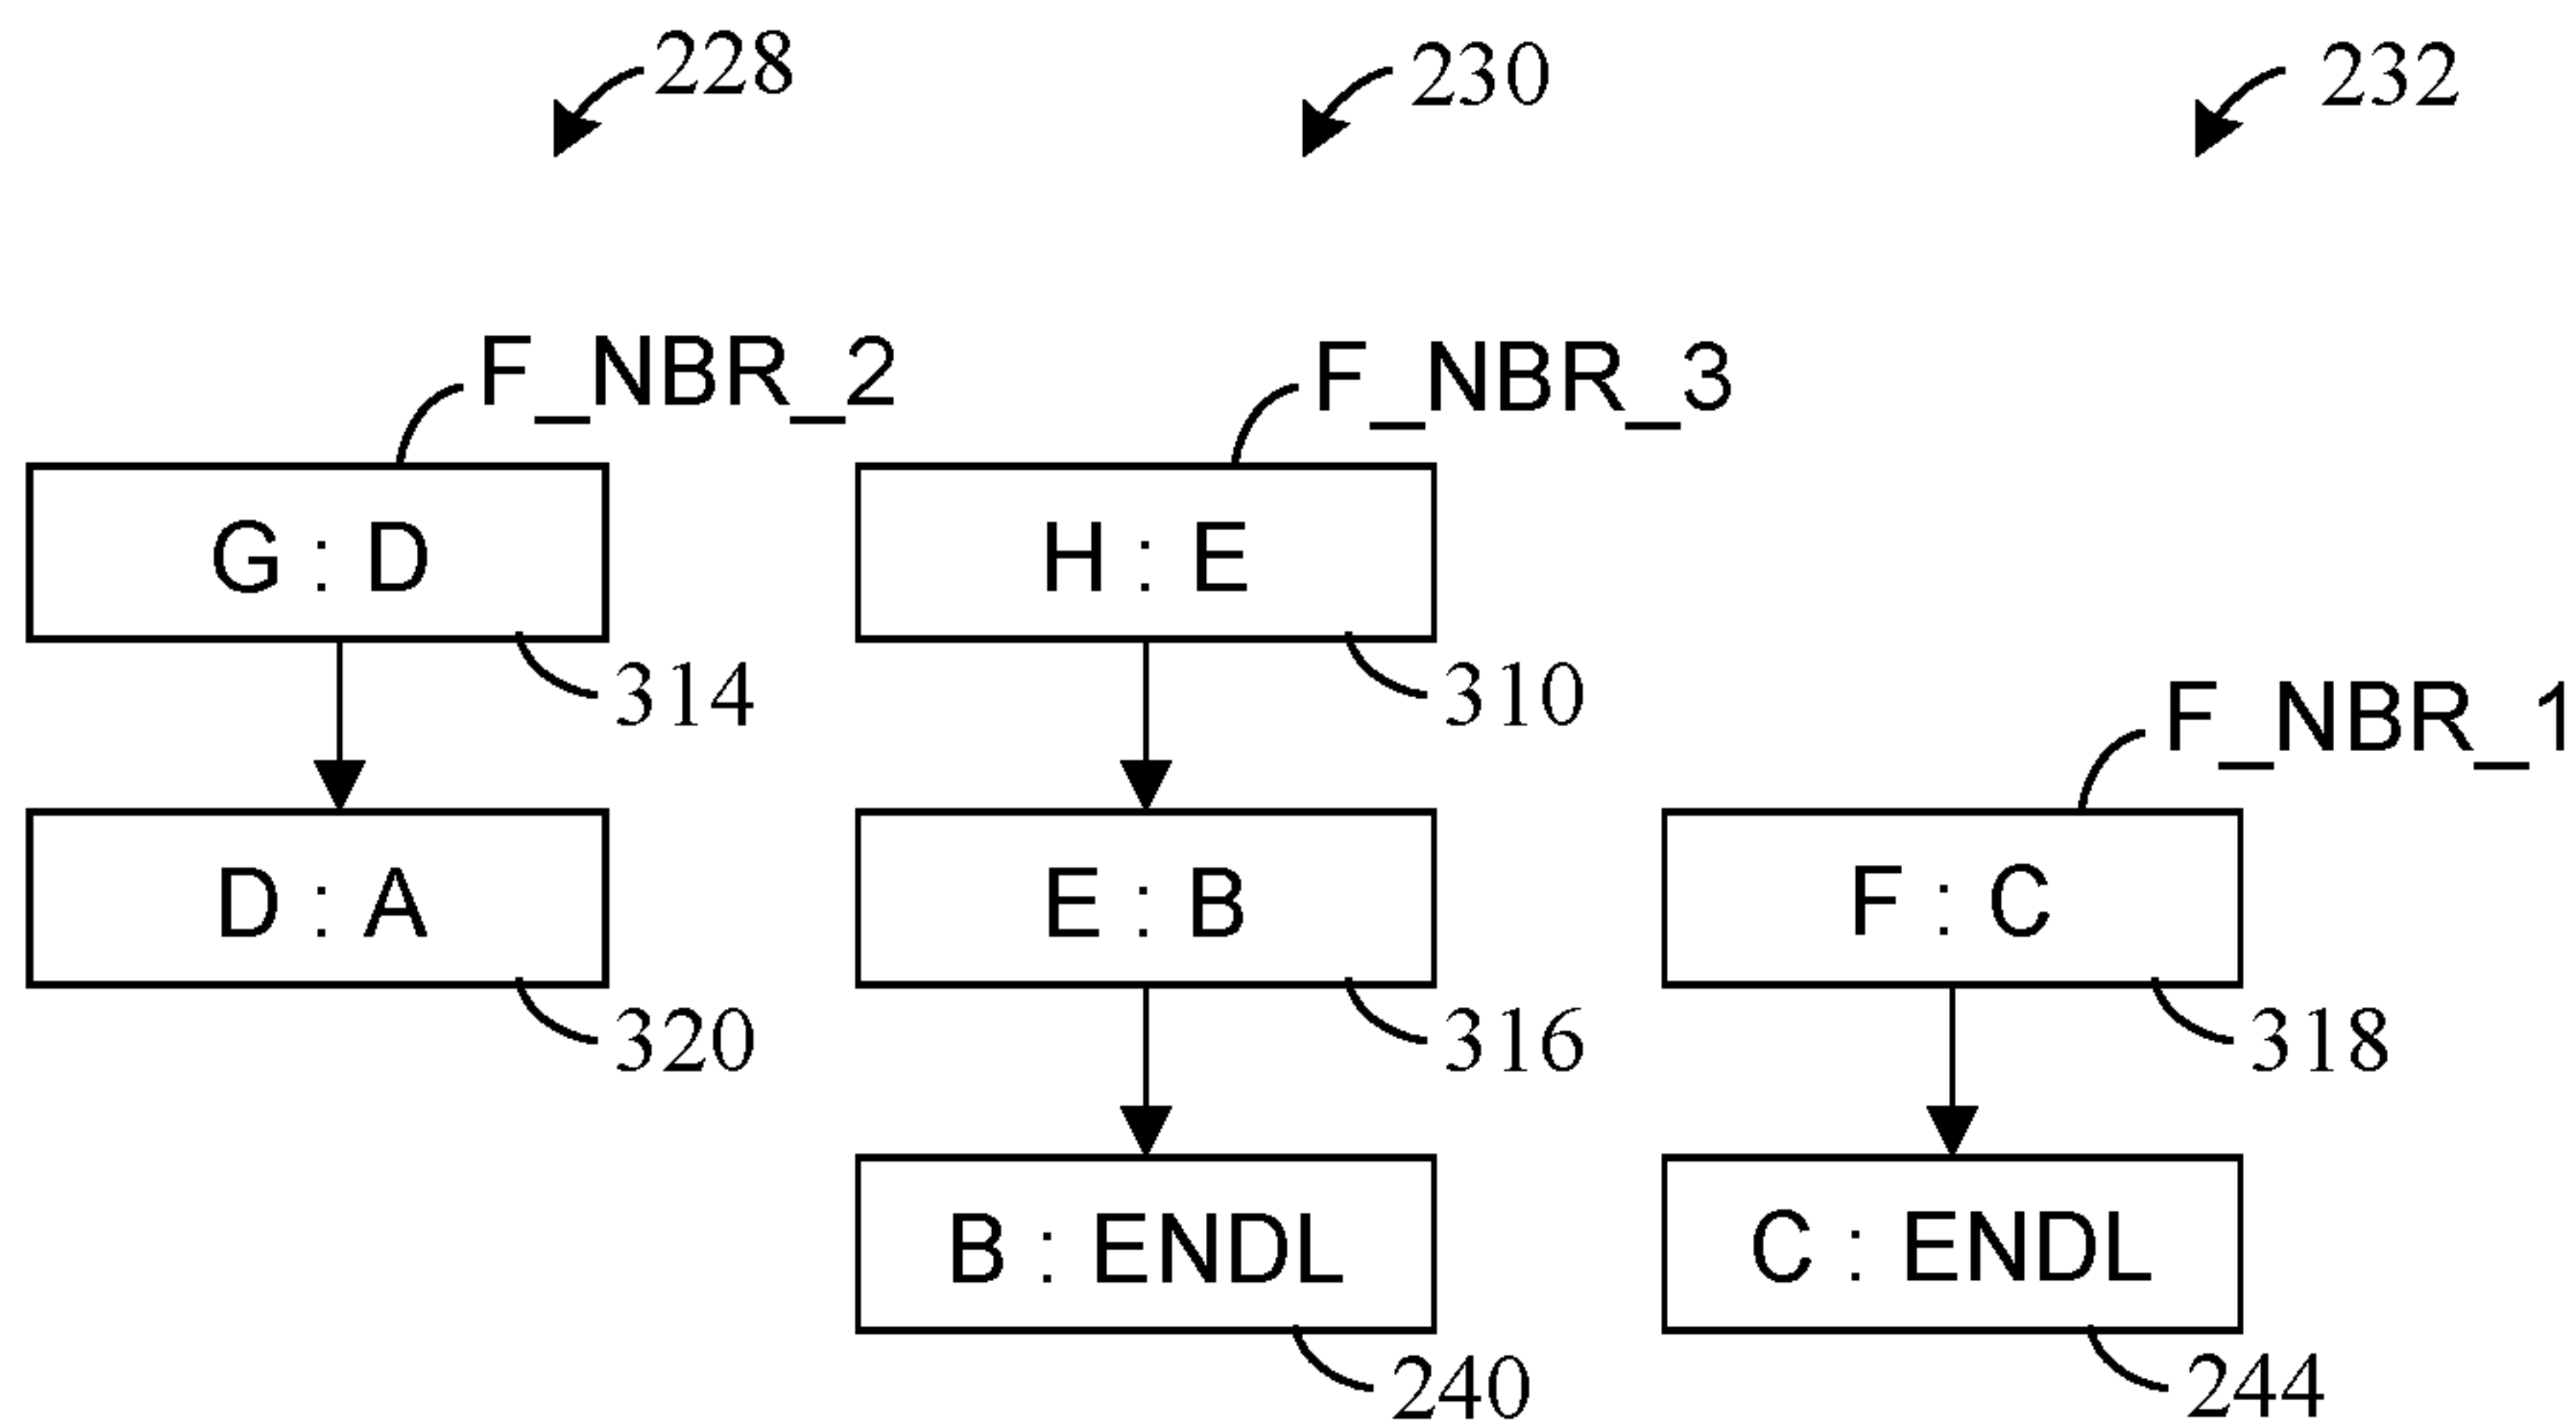 228 230 232
F_NBR_2 F_NBR_3
G : D H : E
314 310
F_NBR_1
D : A E : B F : C
320 316 318
B : ENDL C : ENDL
240 244